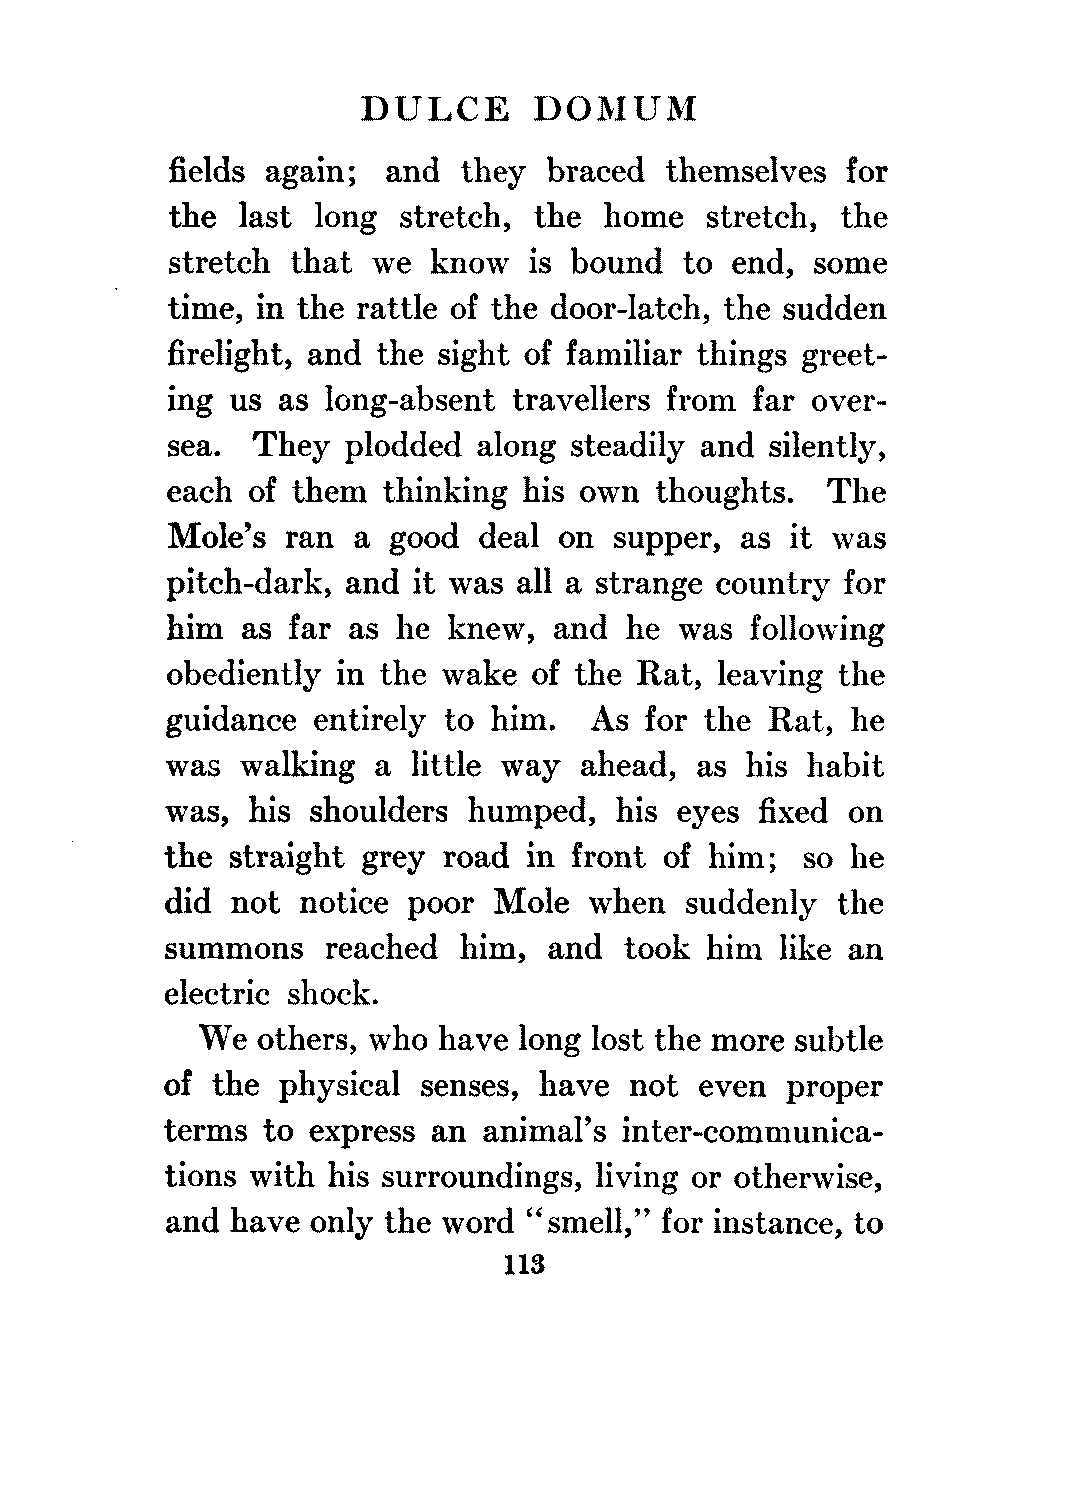 DULCE DOMUM
fields again; and they braced themselves for
the last long stretch, the home stretch, the
stretch that we know is bound to end, some
time, in the rattle of the door-latch, the sudden
firelight, and the sight of familiar things greet-
ing us as long-absent travellers from far over-
sea. They plodded along steadily and silently,
each of them thinking his own thoughts. The
Mole's ran a good deal on supper, as it was
pitch-dark, and it was all a strange country for
him as far as he knew, and he was following
obediently in the wake of the Rat, leaving the
guidance entirely to him. As for the Rat, he
was walking a little way ahead, as his habit
was, his shoulders humped, his eyes fixed on
the straight grey road in front of him; so he
did not notice poor Mole when suddenly the
summons reached him, and took him like an
electric shock.
We others, who have long lost the more subtle
of the physical senses, have not even proper
terms to express an animal's inter-communica-
tions with his surroundings, living or otherwise,
and have only the word "smell," for instance, to
113